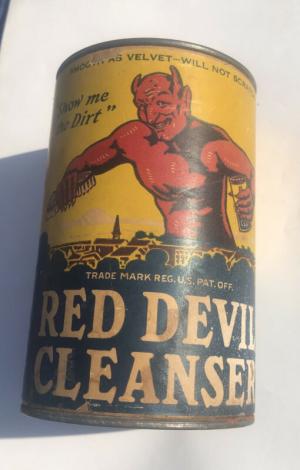 SMOOTH AS VELVET—WILL NOT SCRA
"Show me
the Dirt"
TRADE MARK REG. U.S. PAT. OFF.
RED DEVIL
CLEANSER